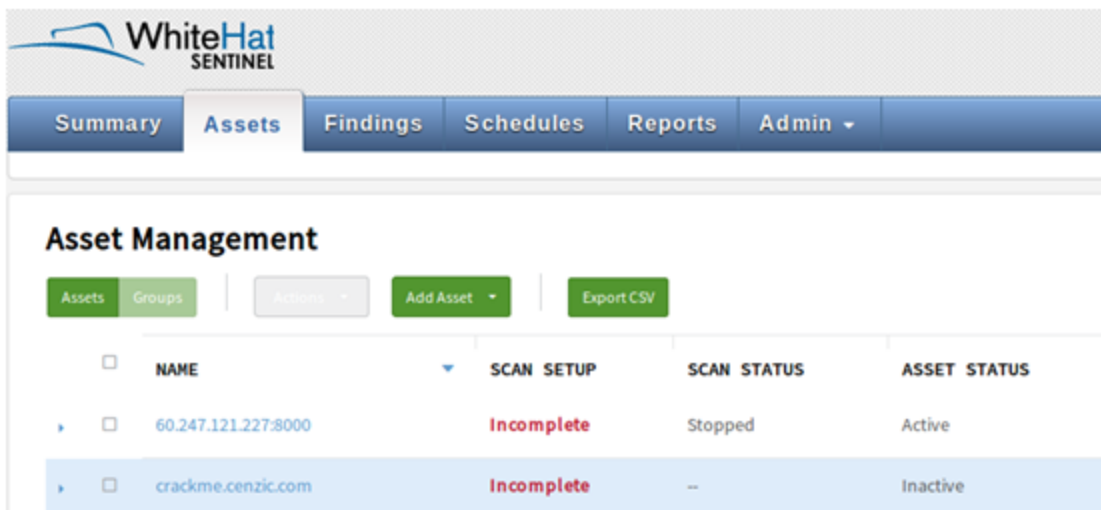 WhiteHat
SENTINEL
Summary Assets Findings Schedules Reports Admin
Asset Management
Assets Groups Actions Add Asset Export CSV
NAME SCAN SETUP SCAN STATUS ASSET STATUS
60.247.121.227:8000 Incomplete Stopped Active
crackme.cenzic.com Incomplete -- Inactive